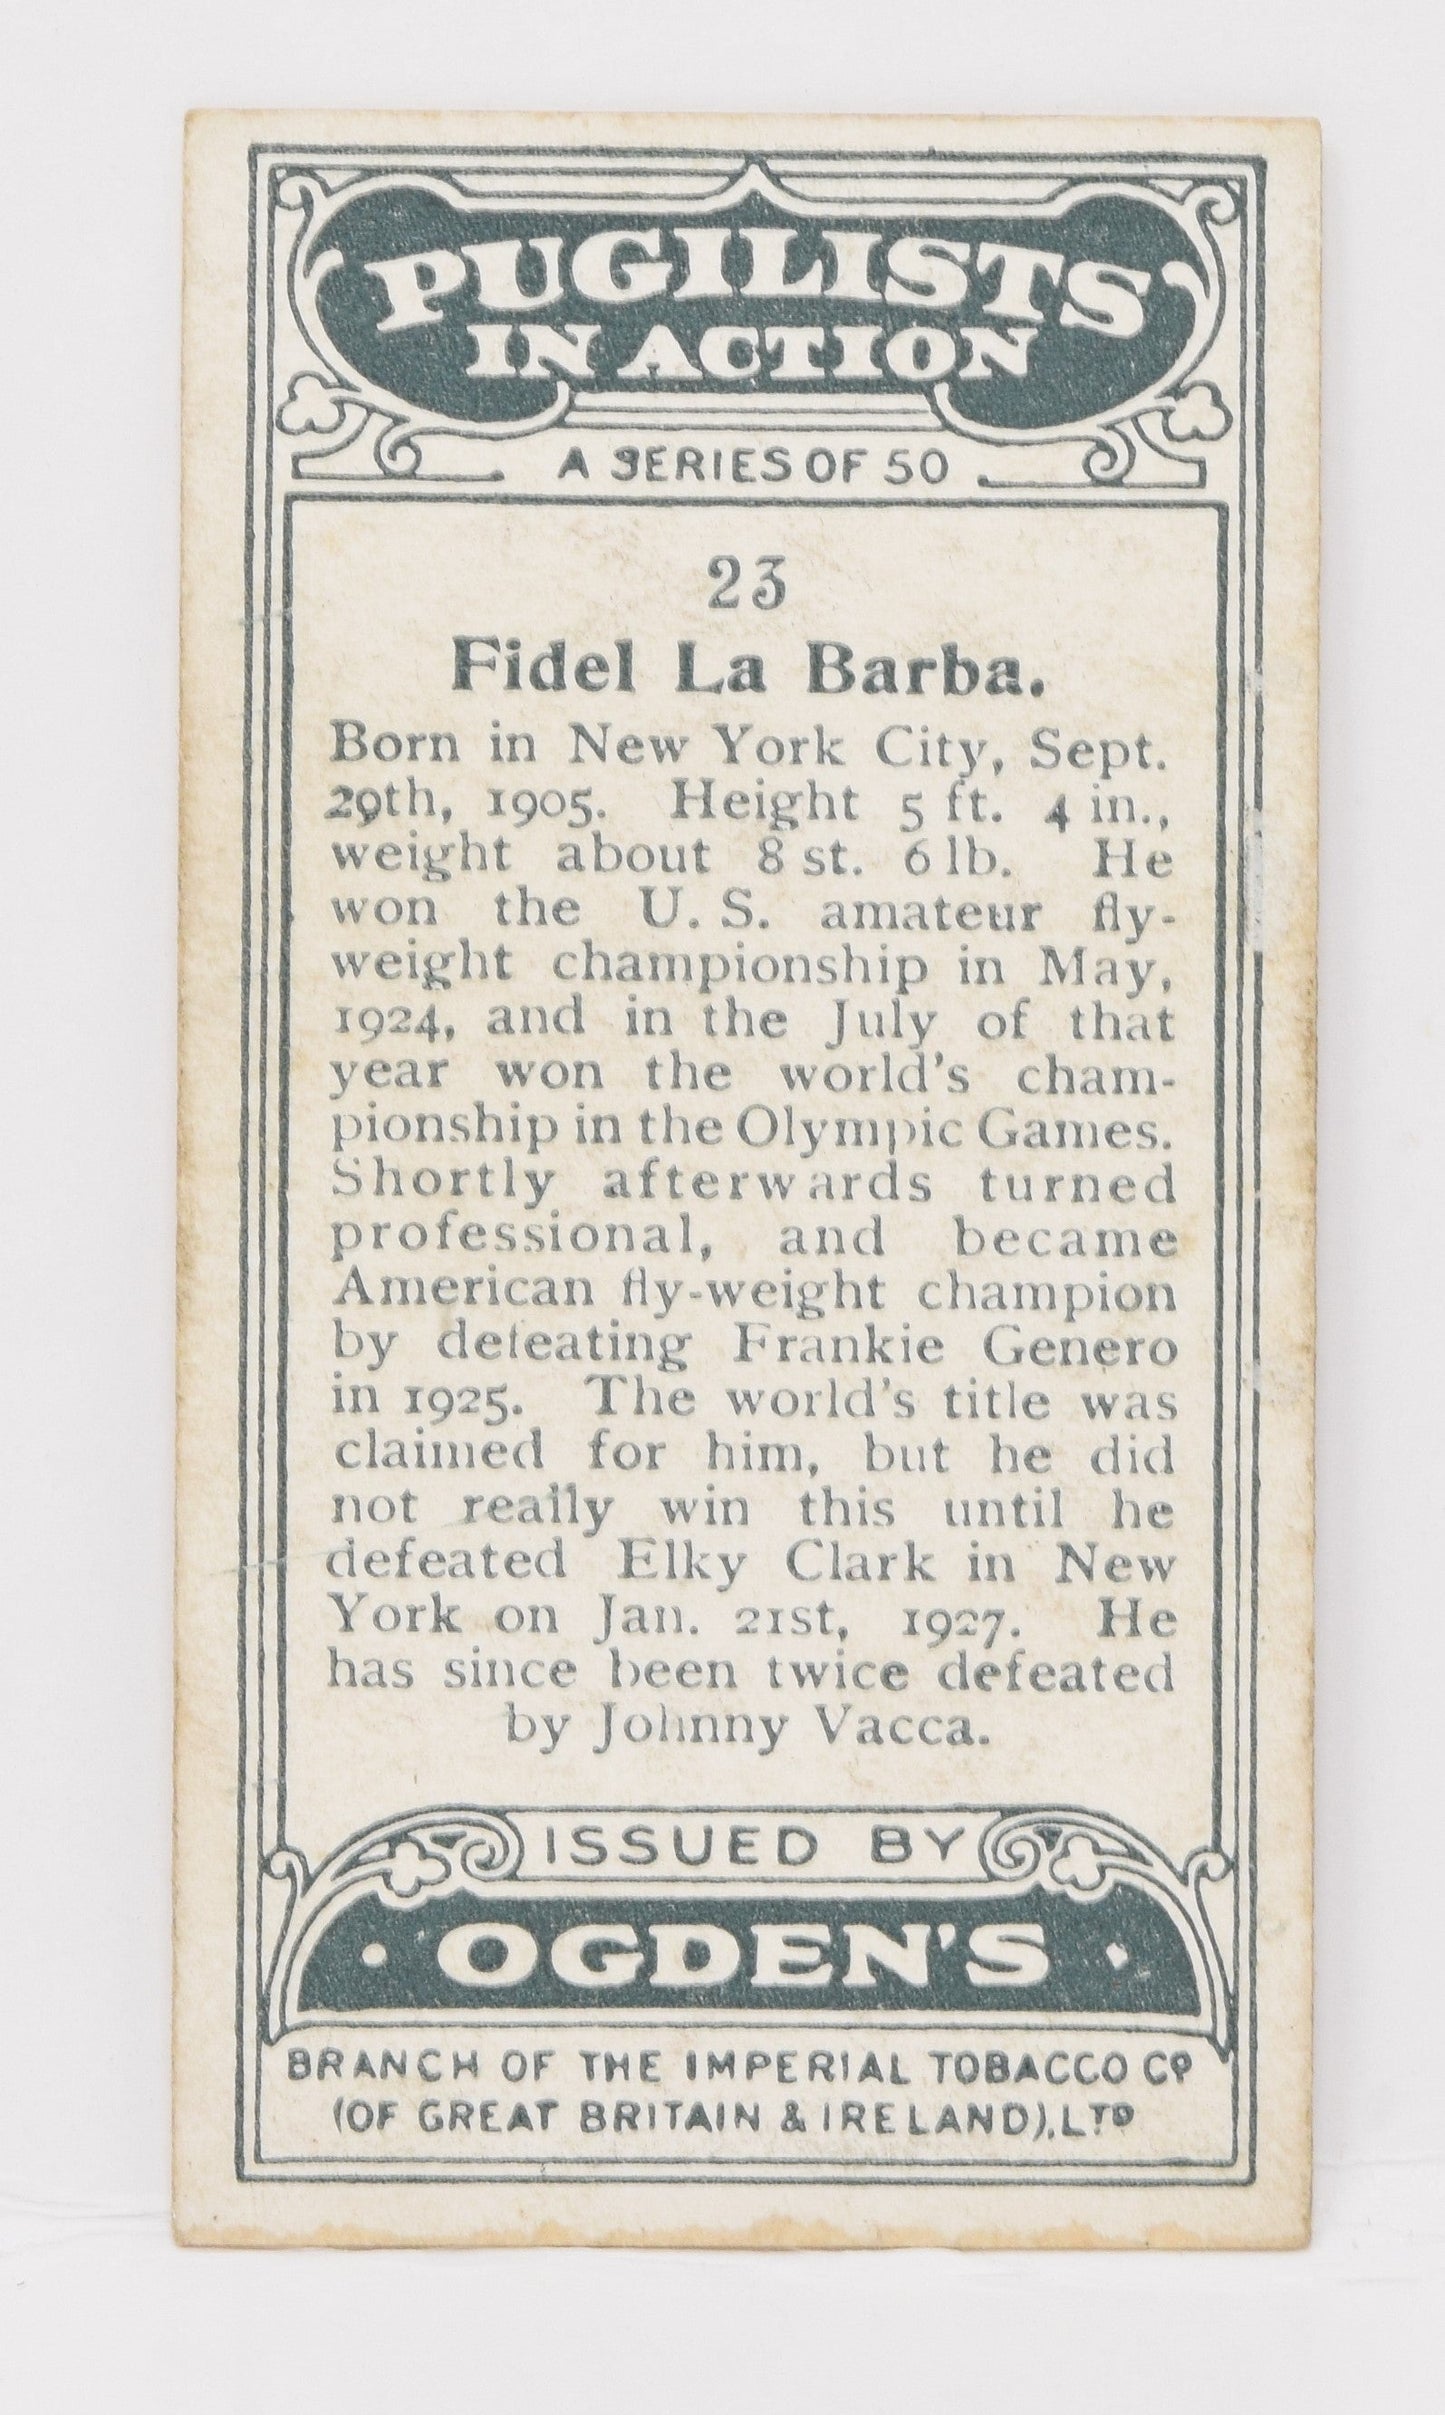 PUGILISTS
IN ACTION
A SERIES OF 50
23
Fidel La Barba.
Born in New York City, Sept.
29th, 1905. Height 5 ft. 4 in.,
weight about 8 st. 6 lb. He
won the U. S. amateur fly-
weight championship in May,
1924, and in the July of that
year won the world's cham-
pionship in the Olympic Games.
Shortly afterwards turned
professional, and became
American fly-weight champion
by defeating Frankie Genero
in 1925. The world's title was
claimed for him, but he did
not really win this until he
defeated Elky Clark in New
York on Jan. 21st, 1927. He
has since been twice defeated
by Johnny Vacca.
ISSUED BY
OGDEN'S
BRANCH OF THE IMPERIAL TOBACCO CO
(OF GREAT BRITAIN & IRELAND), LTD